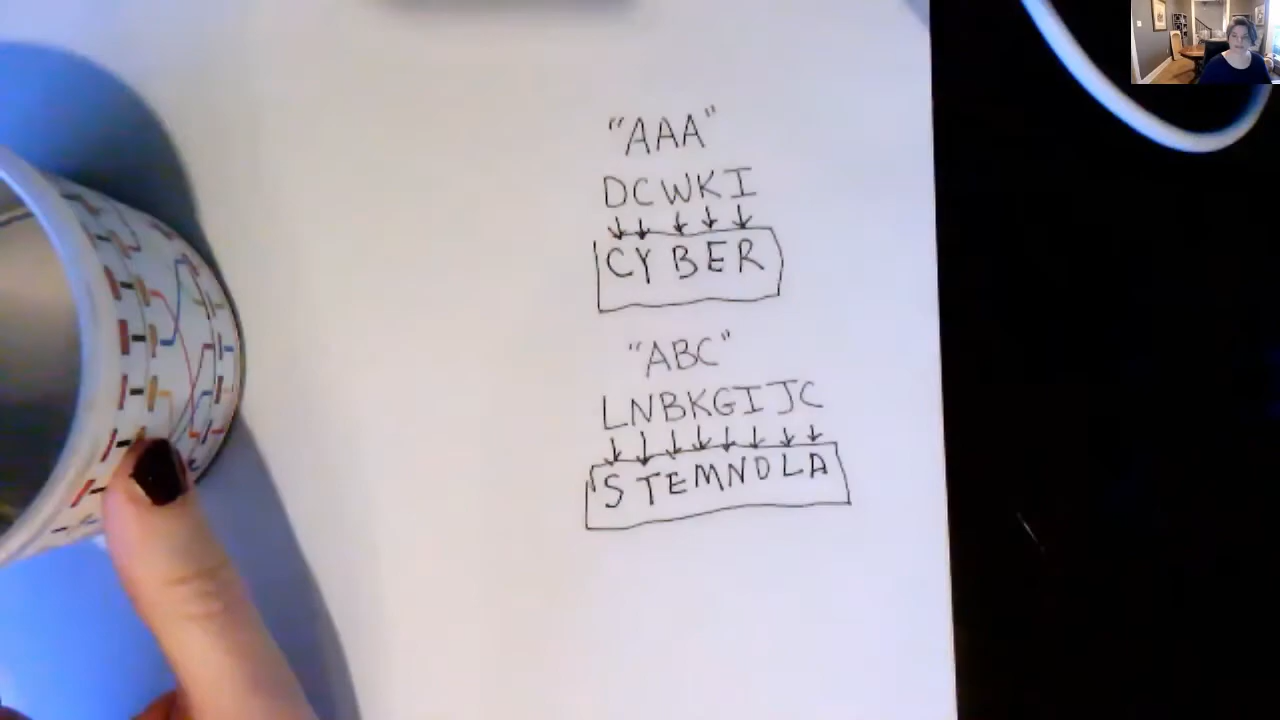 "AAA"
DCWKI
CYBER
"ABC"
LNBKGIJC
STEMNDLA